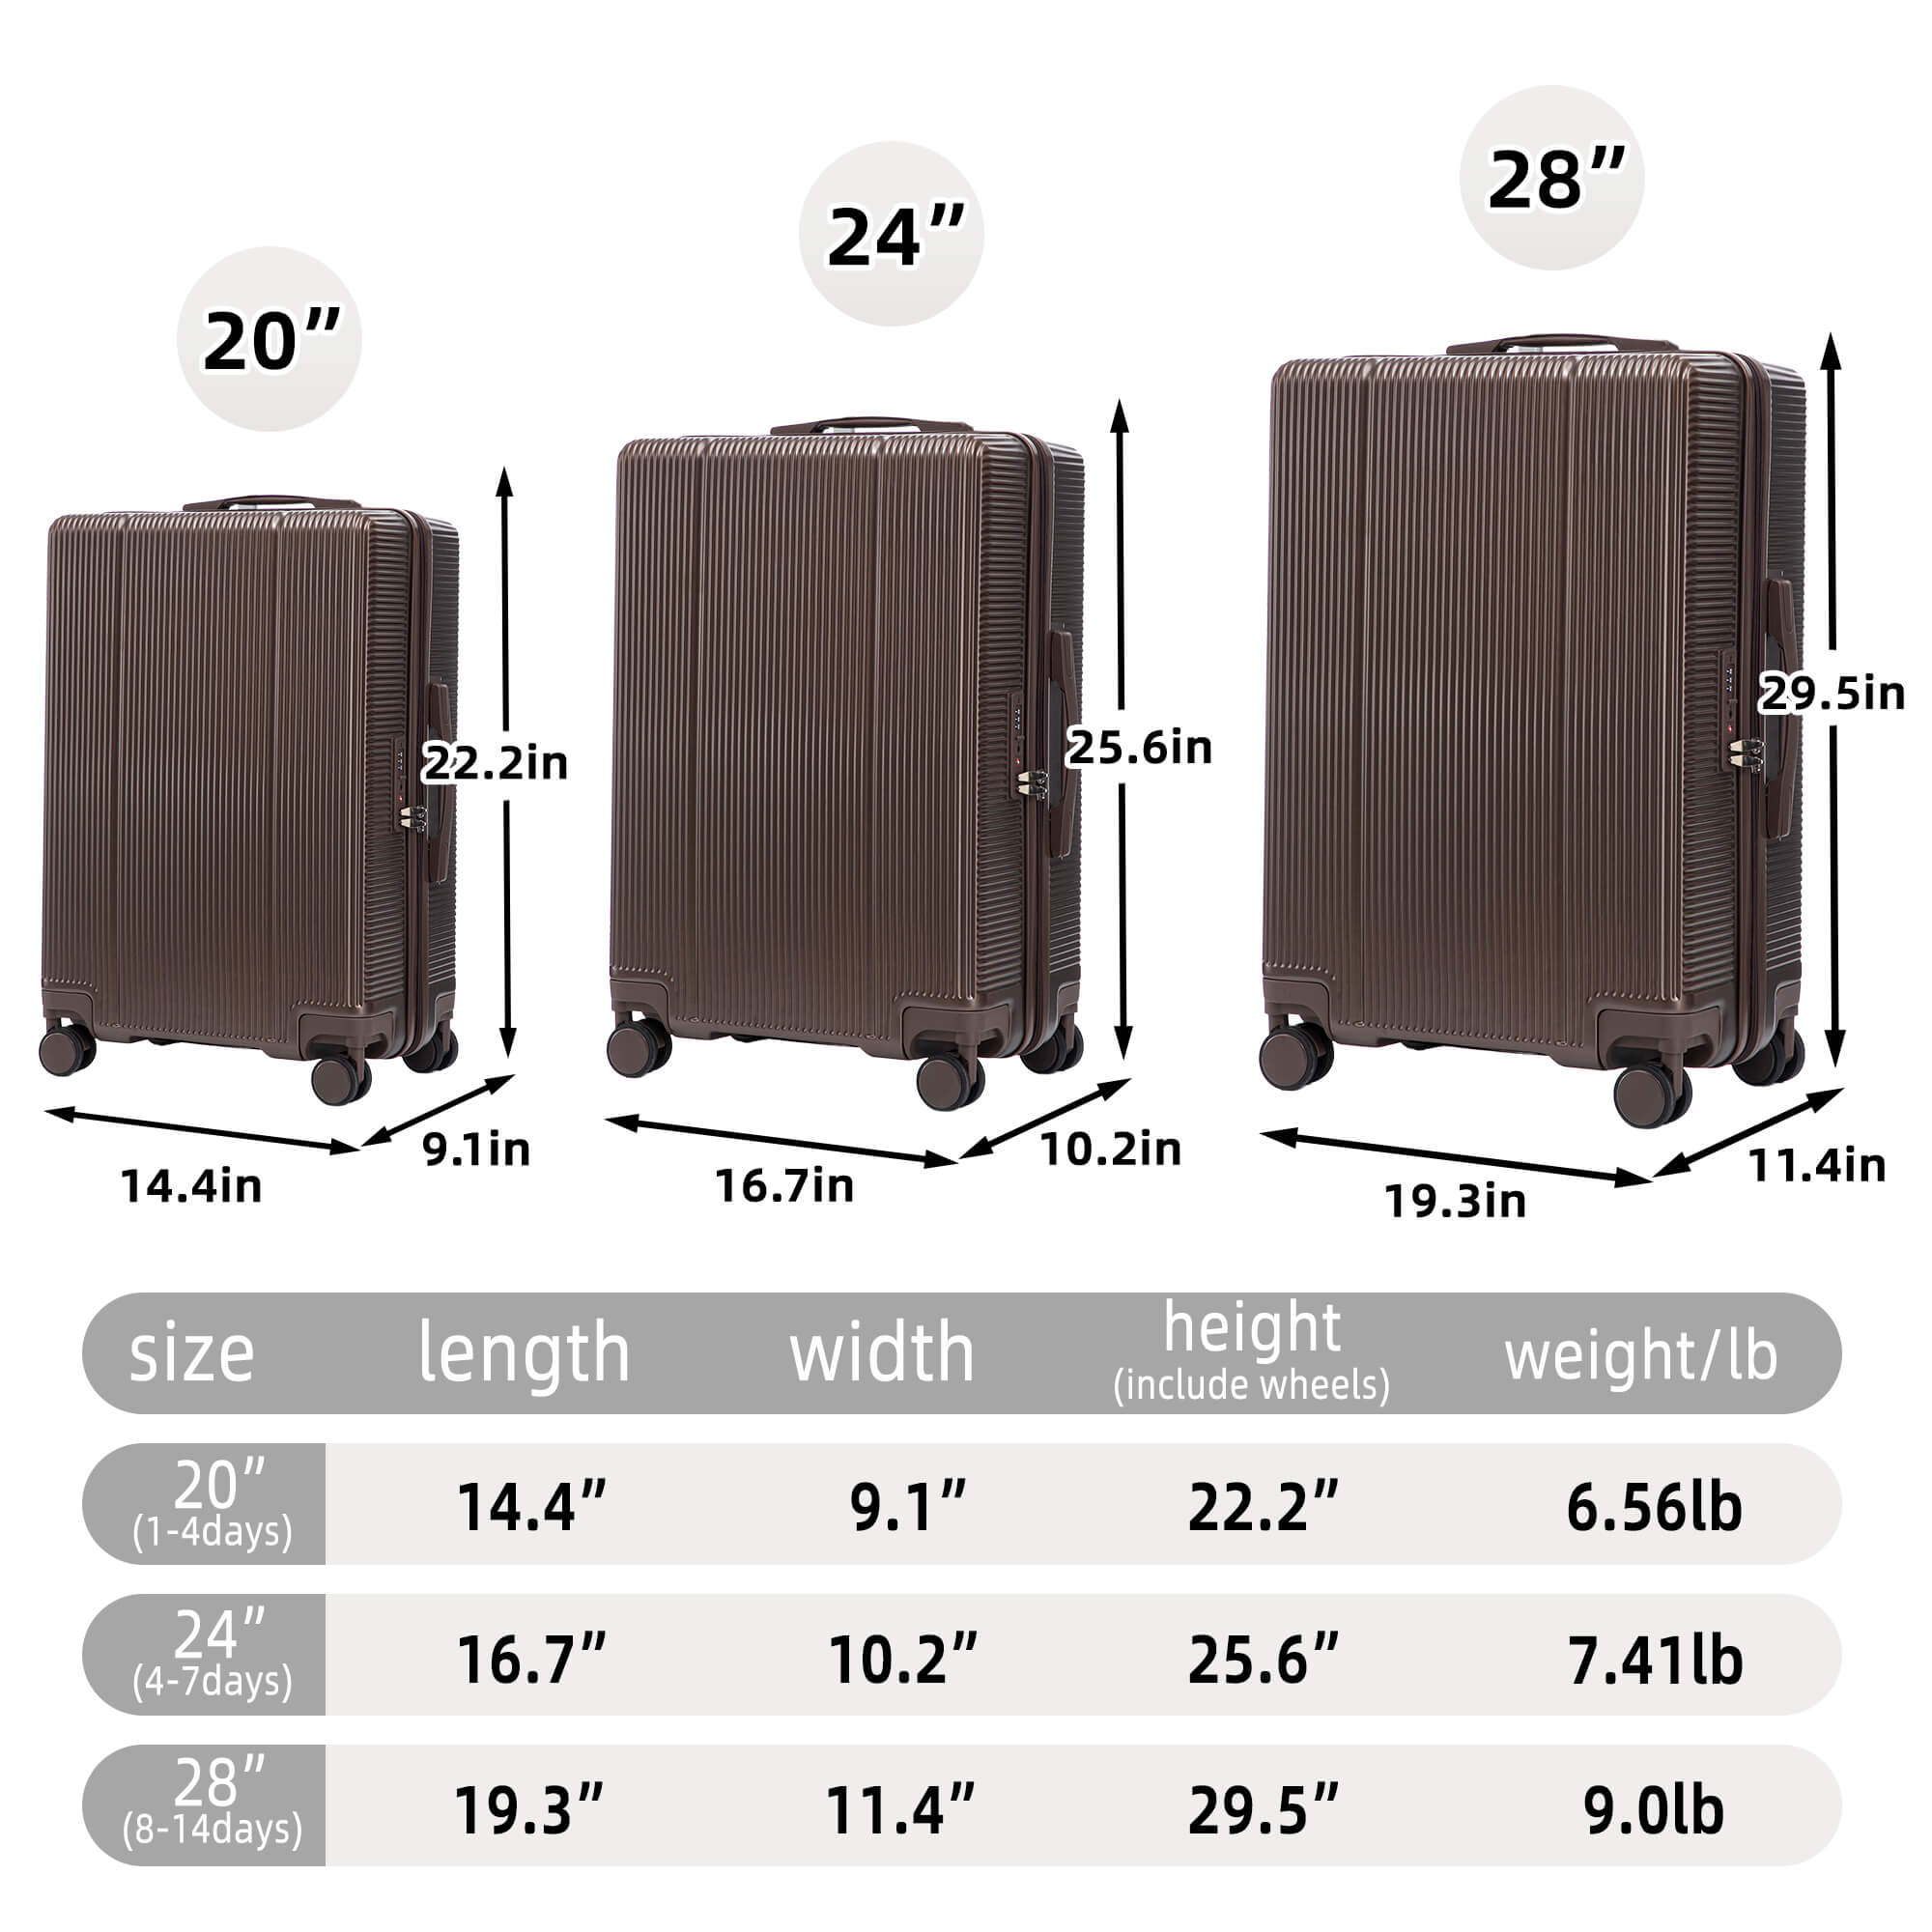 28”
24”
20”
29.5in
25.6in
22.2in
14.4in
9.1in
16.7in
10.2in
19.3in
11.4in
size length width height weight/lb
(include wheels)
20” 14.4” 9.1” 22.2” 6.56lb
(1-4days)
24” 16.7” 10.2” 25.6” 7.41lb
(4-7days)
28” 19.3” 11.4” 29.5” 9.0lb
(8-14days)